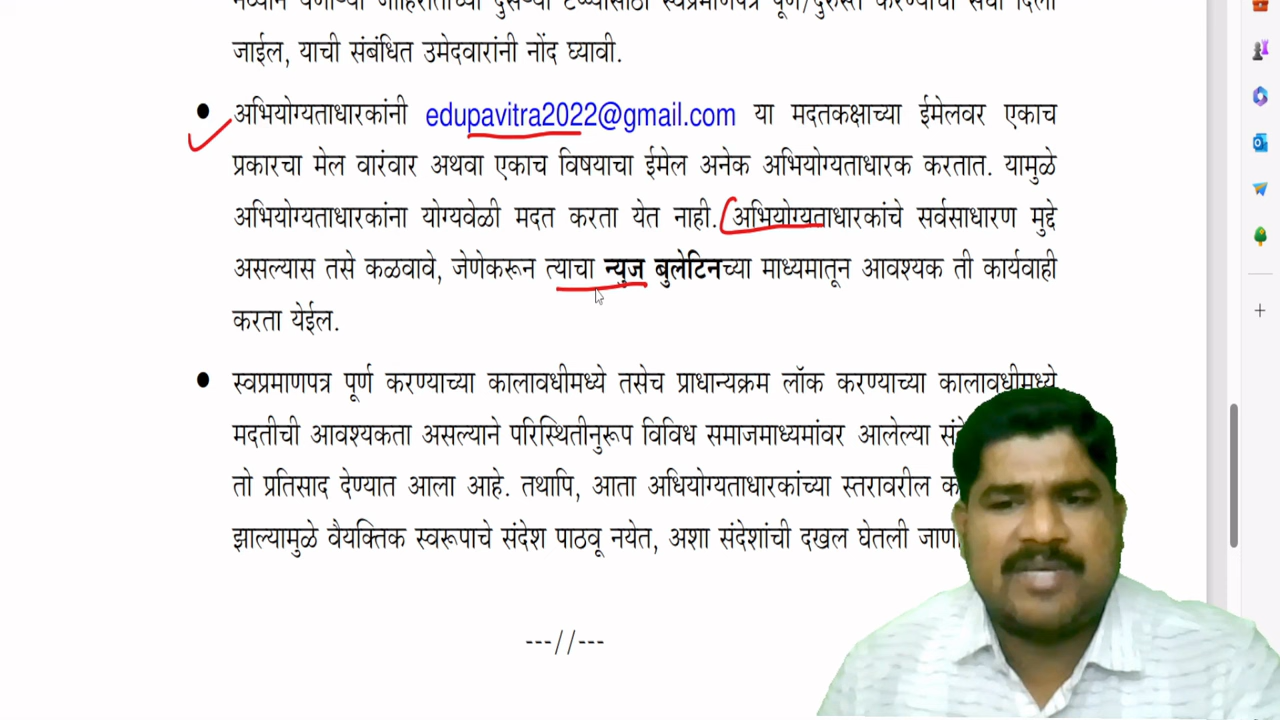 जाईल, याची संबंधित उमेदवारांनी नोंद घ्यावी.
● अभियोग्यताधारकांनी edupavitra2022@gmail.com या मदतकक्षाच्या ईमेलवर एकाच
प्रकारचा मेल वारंवार अथवा एकाच विषयाचा ईमेल अनेक अभियोग्यताधारक करतात. यामुळे
अभियोग्यताधारकांना योग्यवेळी मदत करता येत नाही. अभियोग्यताधारकांचे सर्वसाधारण मुद्दे
असल्यास तसे कळवावे, जेणेकरून त्याचा न्युज बुलेटिनच्या माध्यमातून आवश्यक ती कार्यवाही
करता येईल.
● स्वप्रमाणपत्र पूर्ण करण्याच्या कालावधीमध्ये तसेच प्राधान्यक्रम लॉक करण्याच्या कालावधीमध्ये
मदतीची आवश्यकता असल्याने परिस्थितीनुरूप विविध समाजमाध्यमांवर आलेल्या
तो प्रतिसाद देण्यात आला आहे. तथापि, आता अधियोग्यताधारकांच्या स्तरावरील
झाल्यामुळे वैयक्तिक स्वरूपाचे संदेश पाठवू नयेत, अशा संदेशांची दखल घेतली
---//---